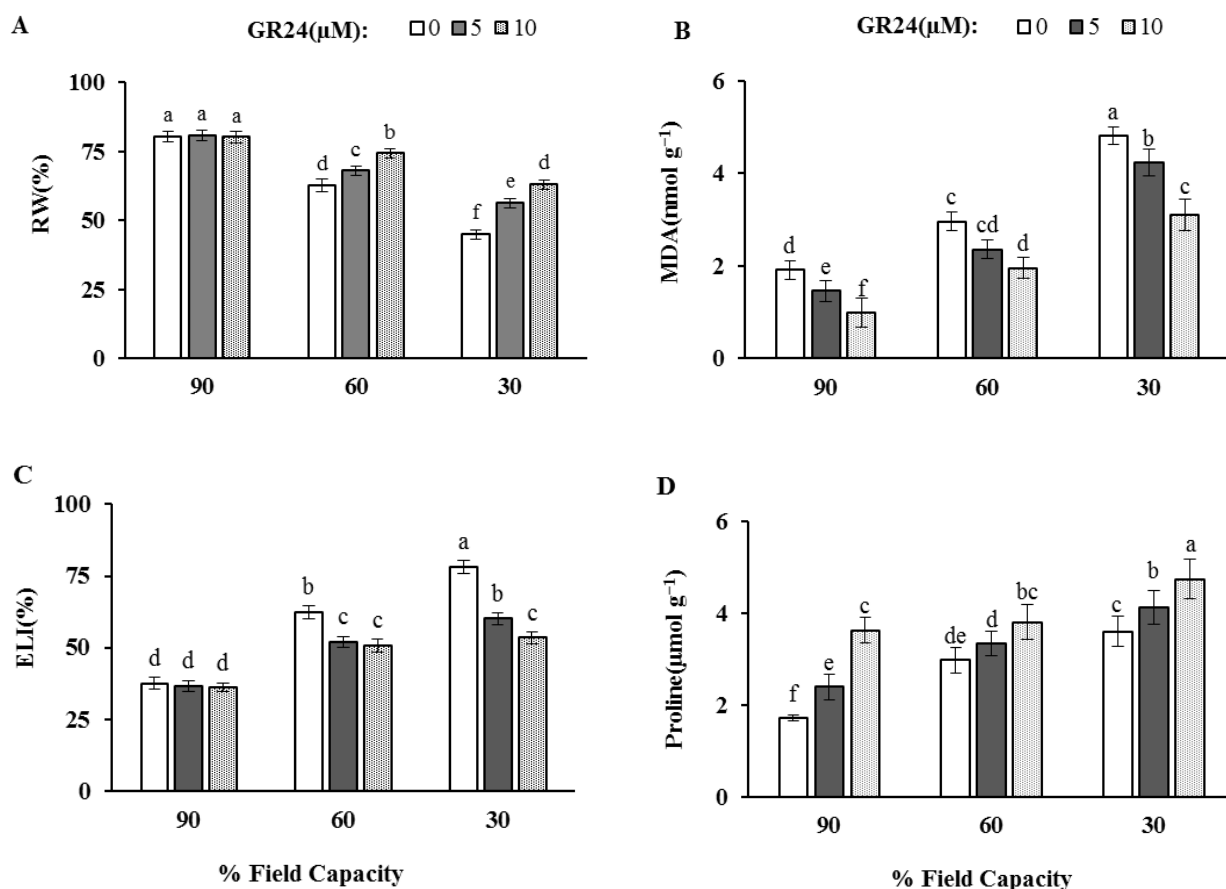 A
GR24(μM): 0 5 10
RW(%)
100
75
50
25
0
a a a
d c b
f e d
90 60 30
B
GR24(μM): 0 5 10
MDA(nmol g⁻¹)
6
4
2
0
d e f
c cd d
a b c
90 60 30
C
ELI(%)
100
75
50
25
0
d d d
b c c
a b c
90 60 30
% Field Capacity
D
Proline(μmol g⁻¹)
6
4
2
0
f e c
de d bc
c b a
90 60 30
% Field Capacity